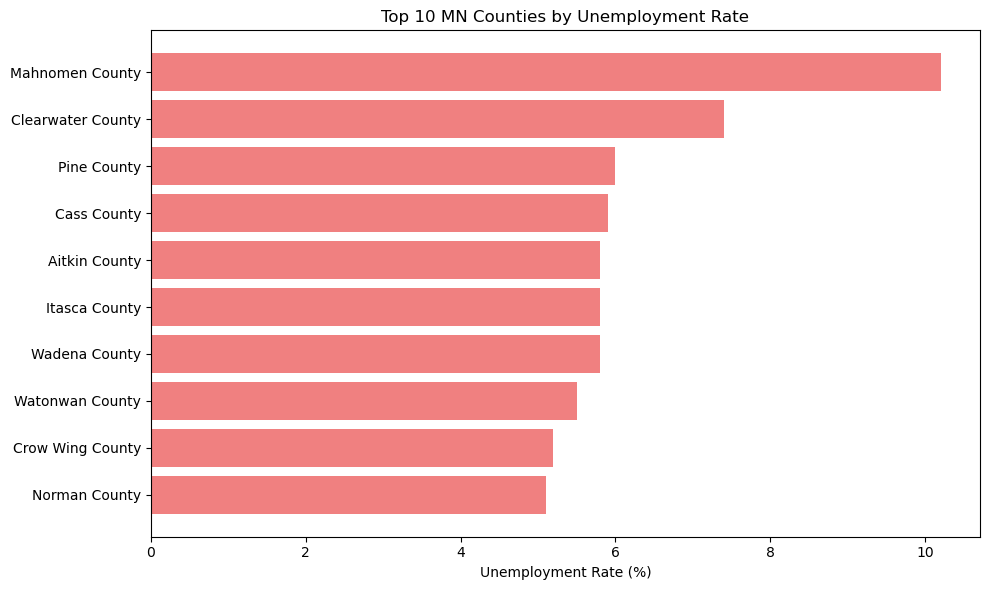 Top 10 MN Counties by Unemployment Rate
Mahnomen County
Clearwater County
Pine County
Cass County
Aitkin County
Itasca County
Wadena County
Watonwan County
Crow Wing County
Norman County
0 2 4 6 8 10
Unemployment Rate (%)